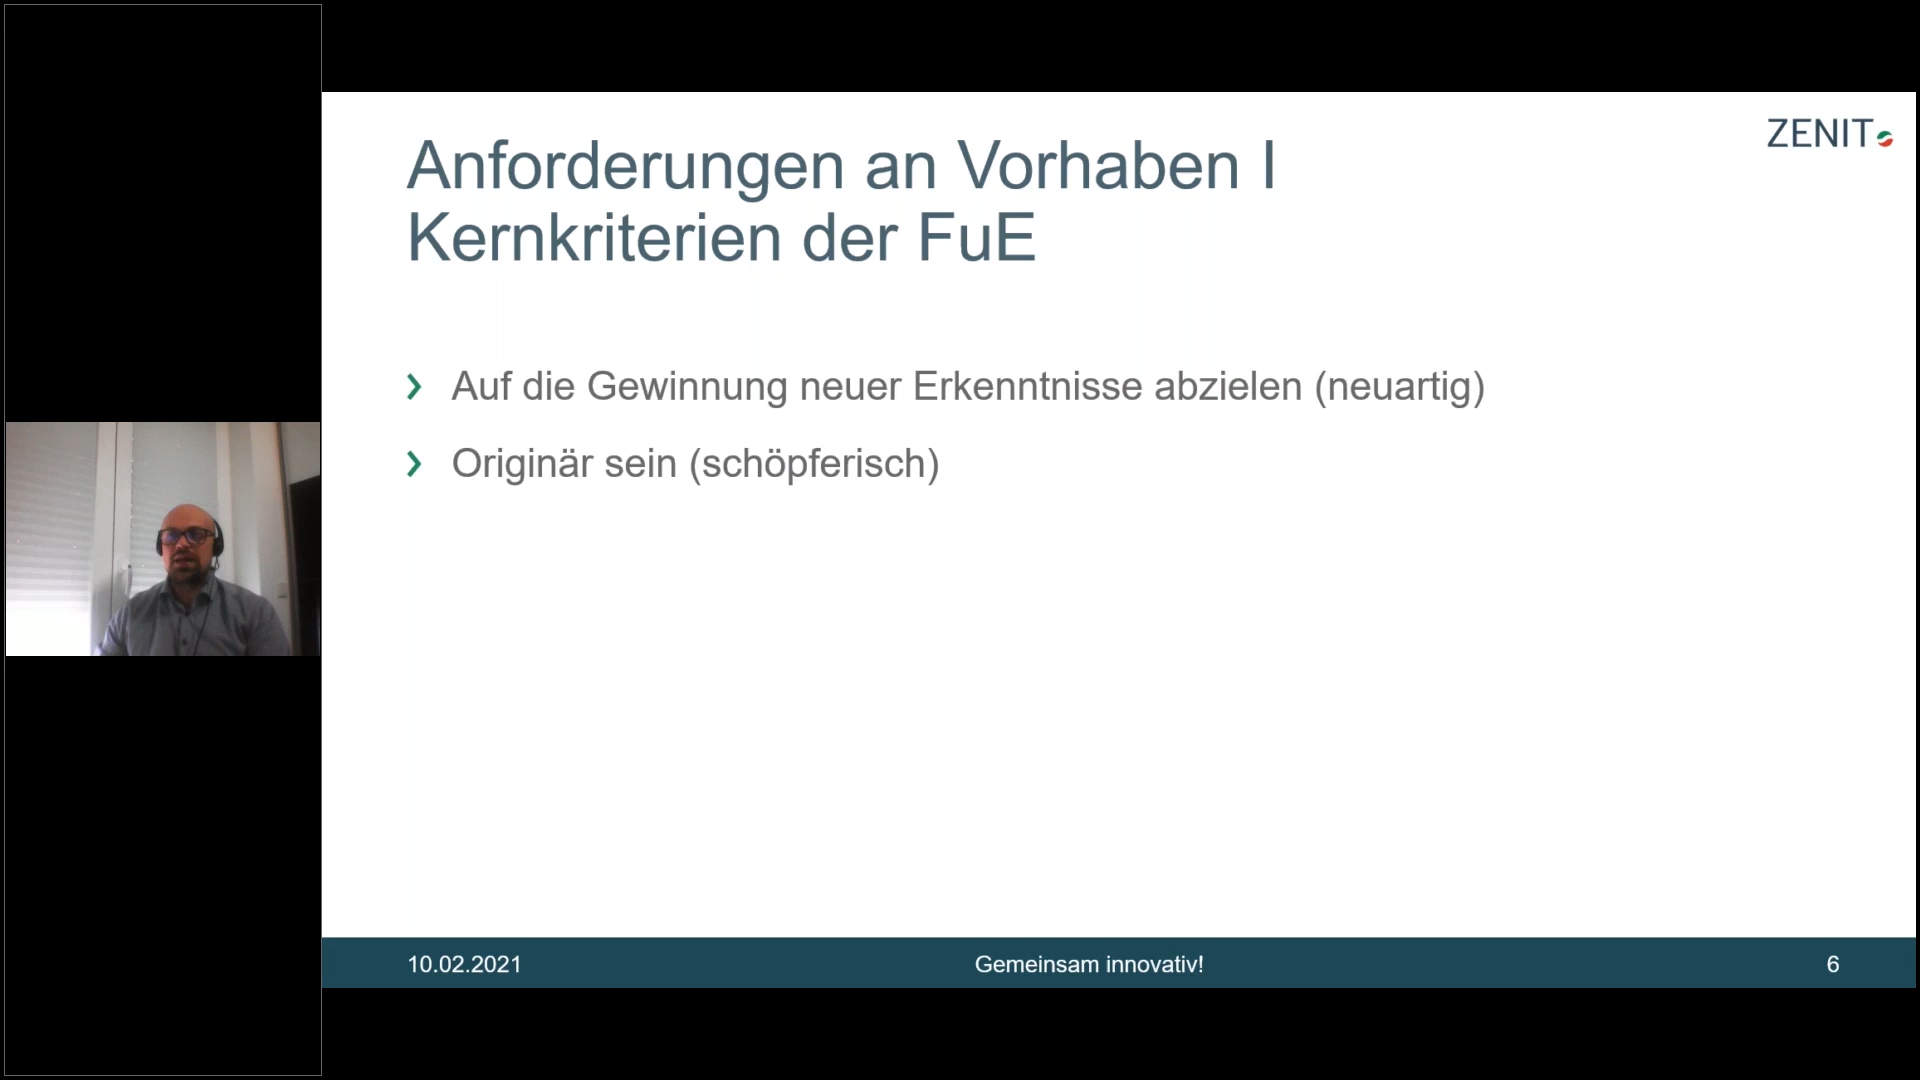 ZENIT
Anforderungen an Vorhaben I
Kernkriterien der FuE
Auf die Gewinnung neuer Erkenntnisse abzielen (neuartig)
Originär sein (schöpferisch)
10.02.2021
Gemeinsam innovativ!
6